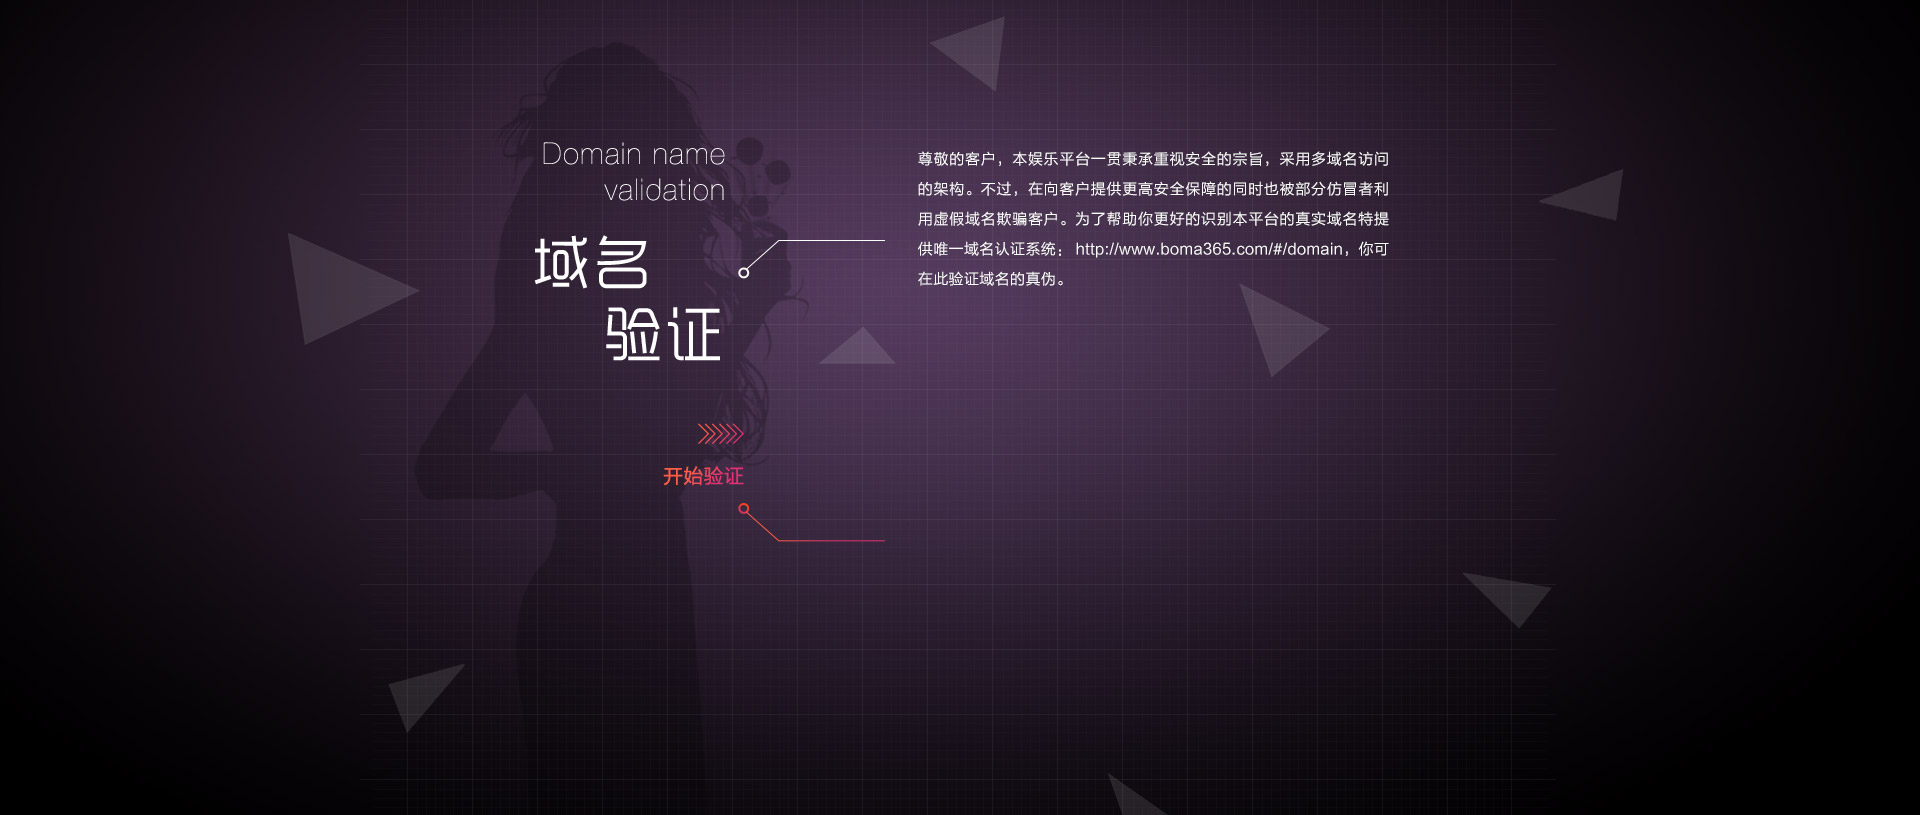 Domain name
validation
域名
验证
尊敬的客户，本娱乐平台一贯秉承重视安全的宗旨，采用多域名访问
的架构。不过，在向客户提供更高安全保障的同时也被部分仿冒者利
用虚假域名欺骗客户。为了帮助你更好的识别本平台的真实域名特提
供唯一域名认证系统：http://www.boma365.com/#/domain，你可
在此验证域名的真伪。
开始验证